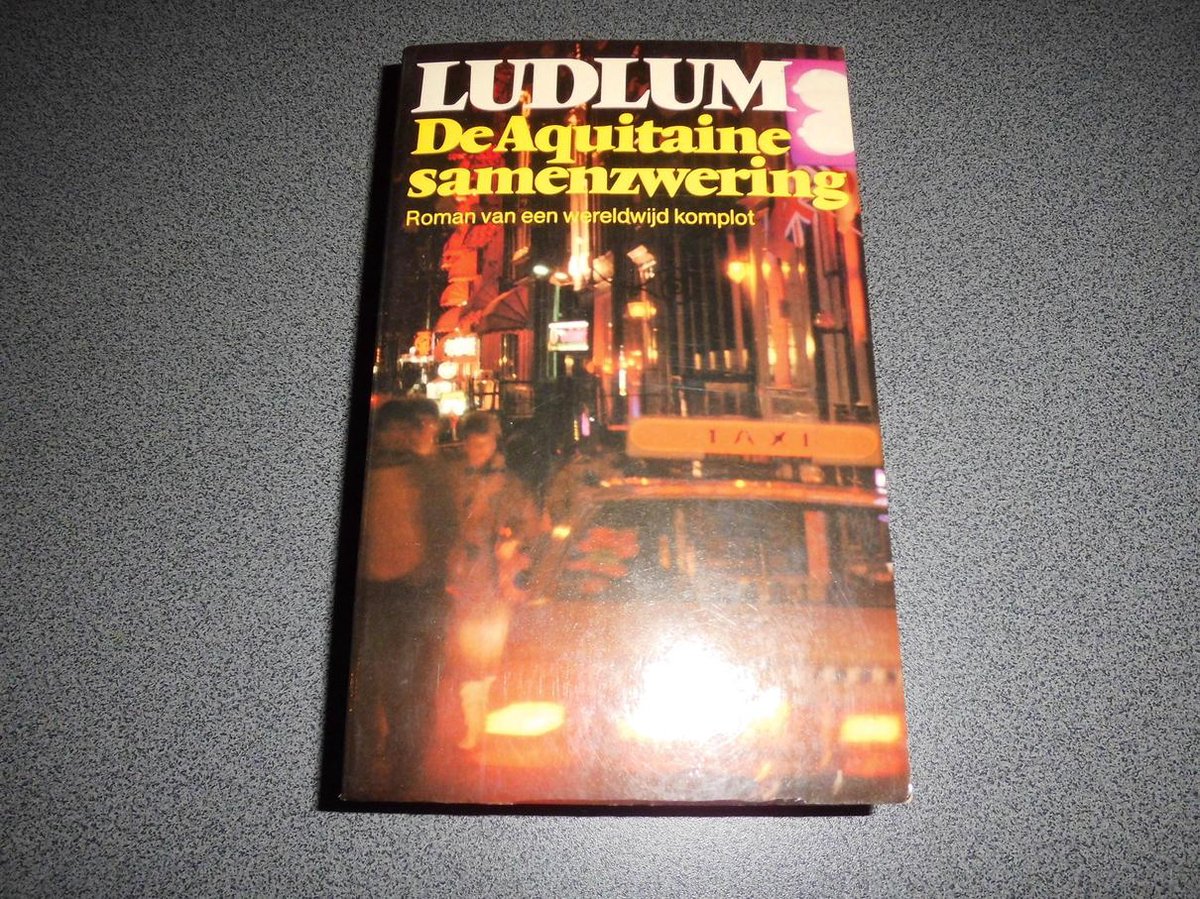 LUDLUM
De Aquitaine
samenzwering
Roman van een wereldwijd komplot
TAXI